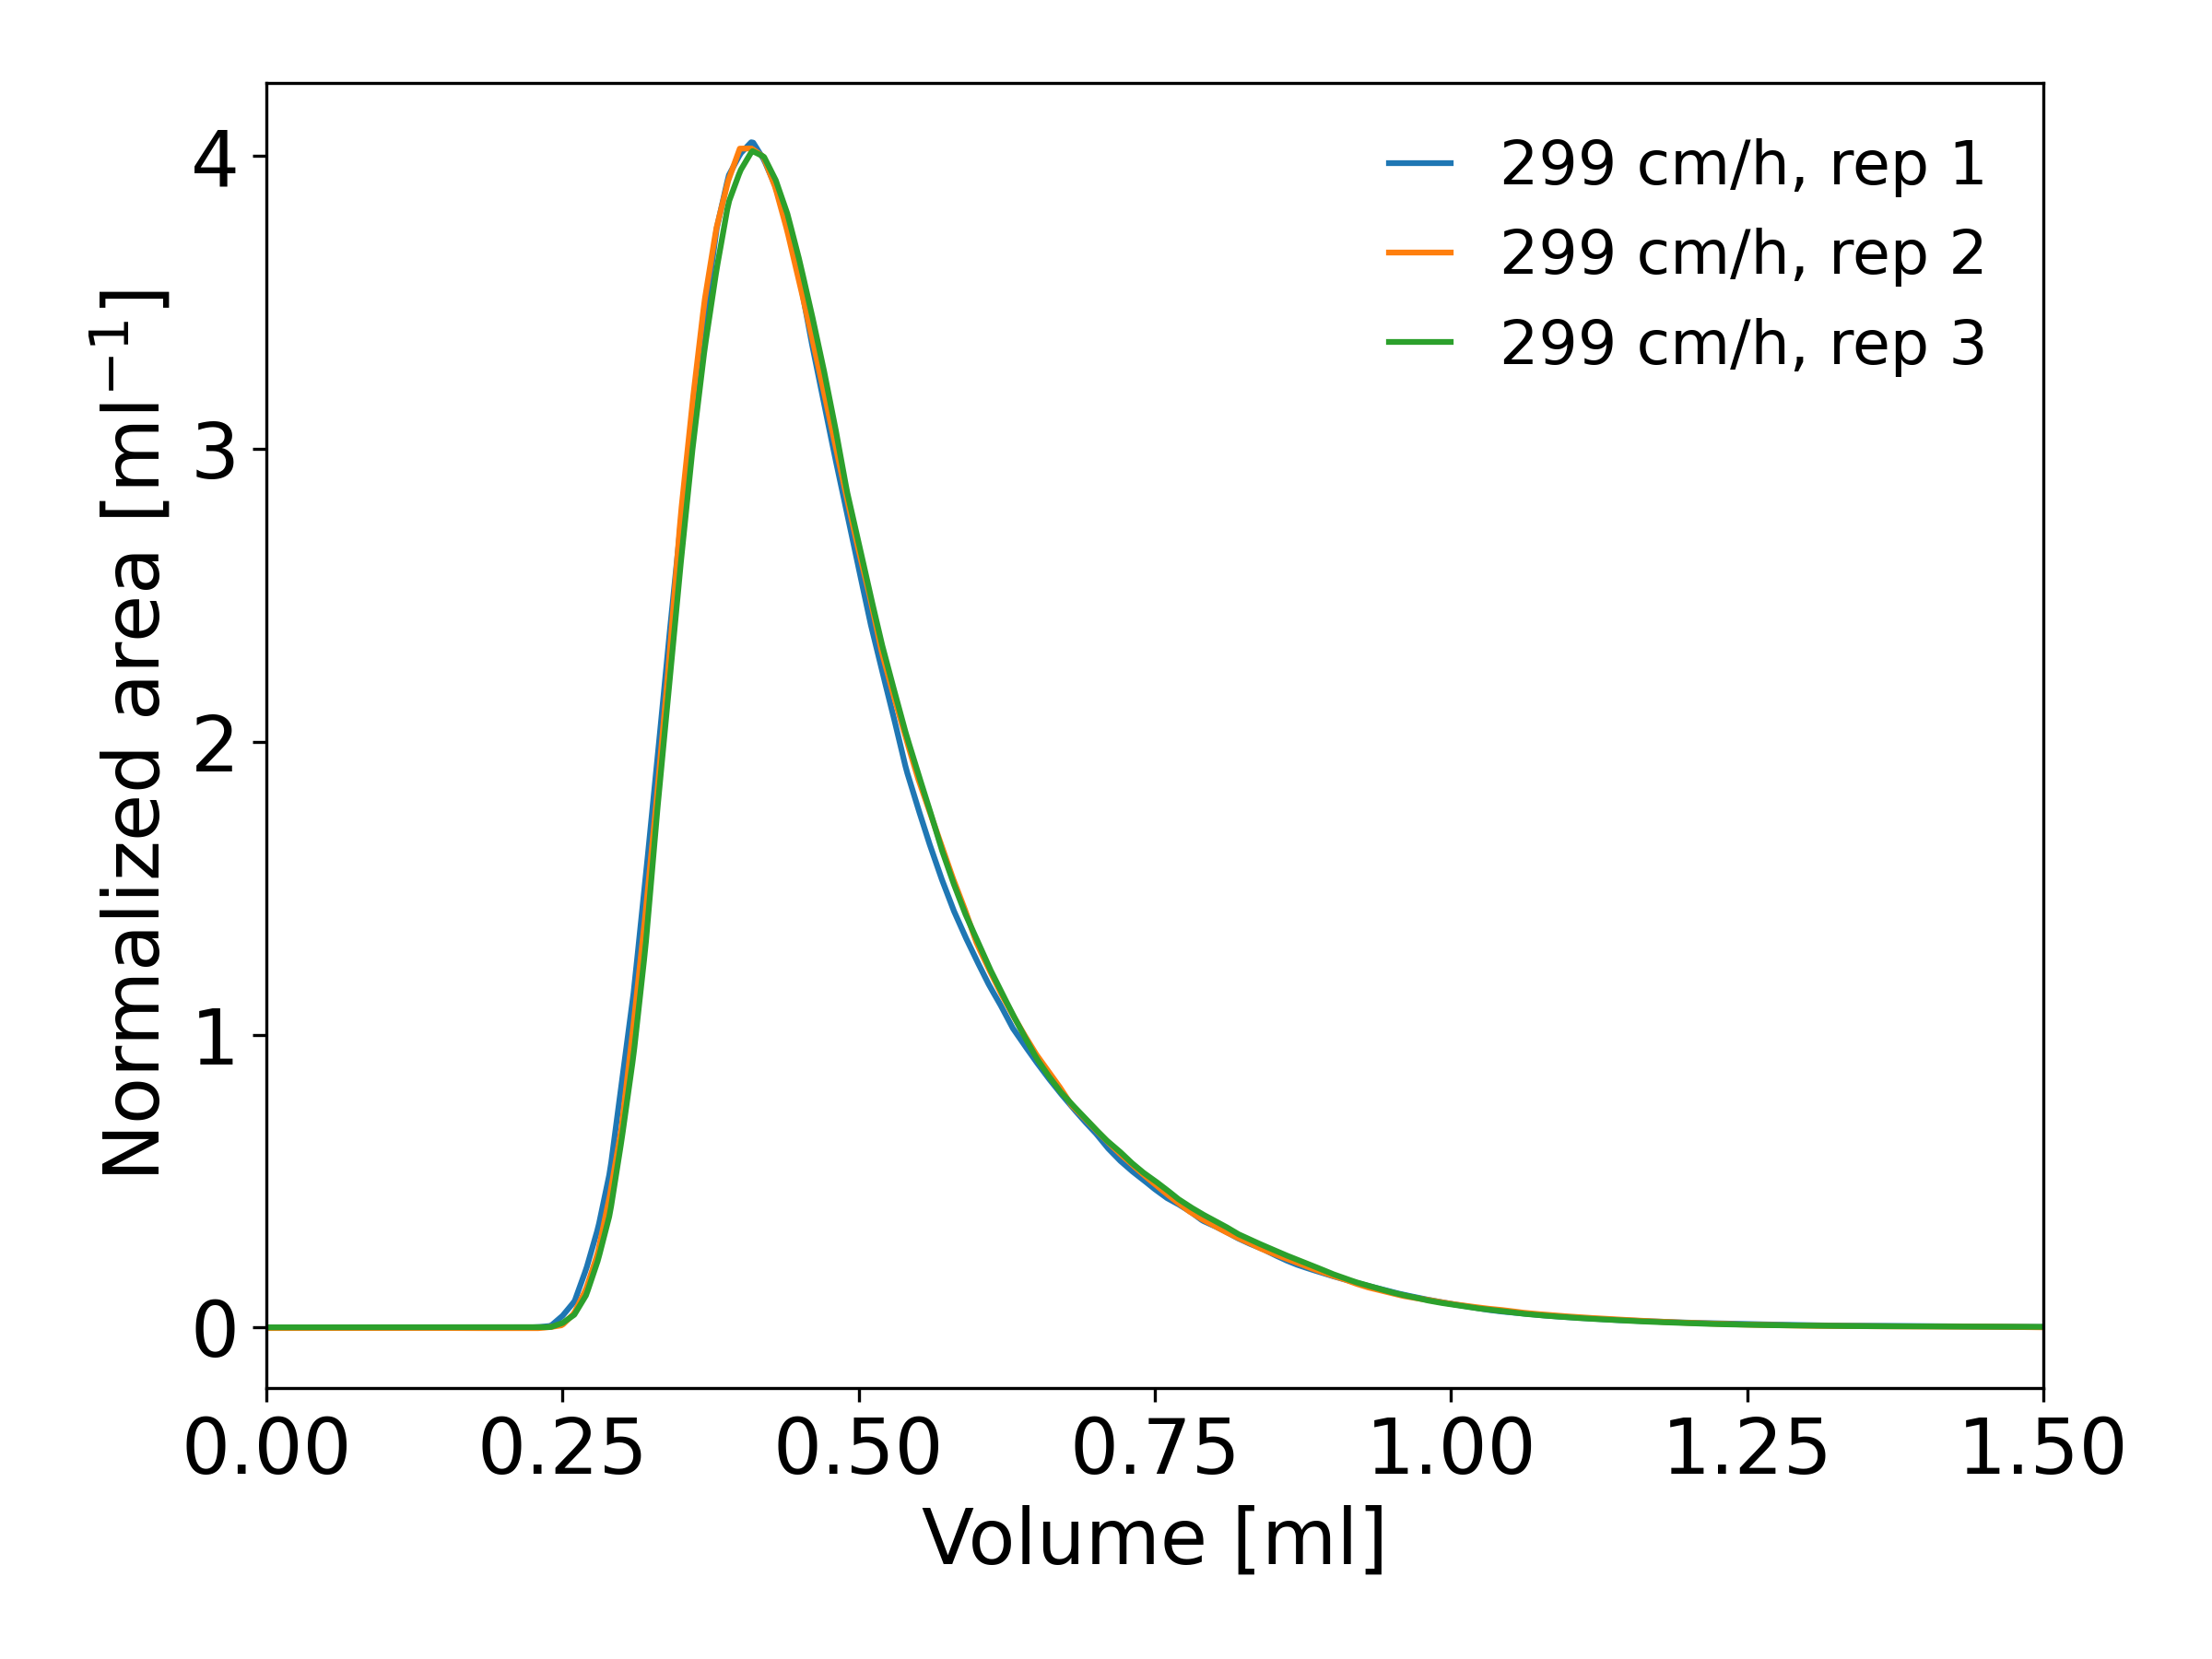 299 cm/h, rep 1
299 cm/h, rep 2
299 cm/h, rep 3
Normalized area [ml⁻¹]
4
3
2
1
0
0.00 0.25 0.50 0.75 1.00 1.25 1.50
Volume [ml]